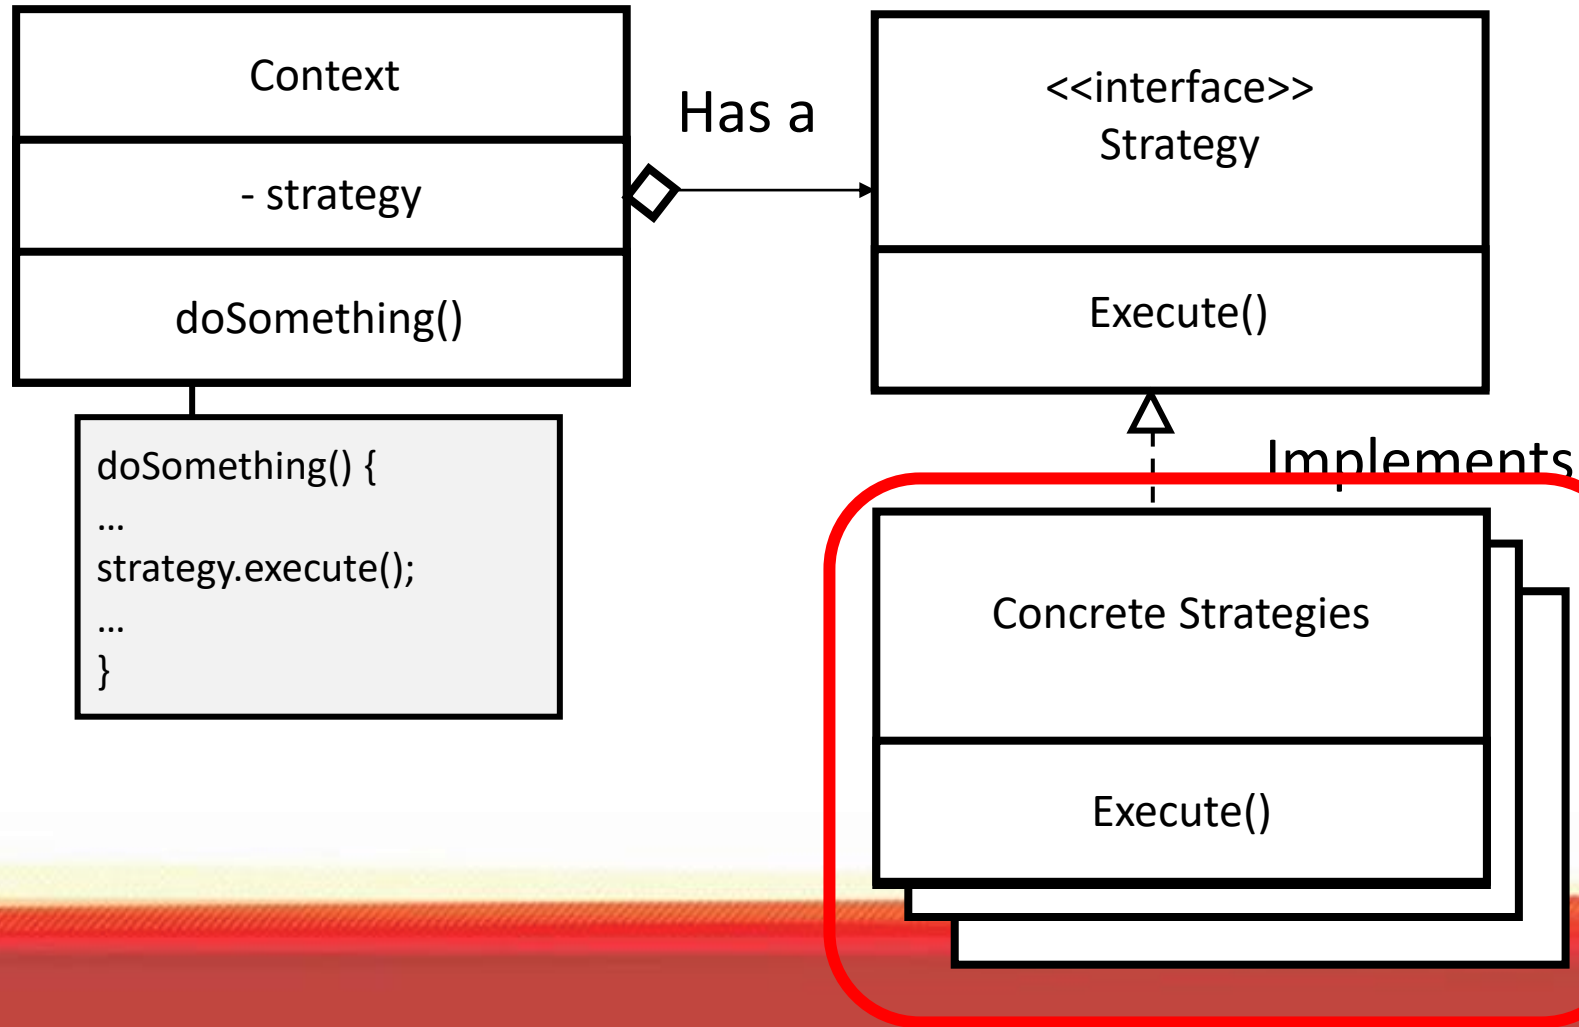 Context
- strategy
doSomething()
Has a
<<interface>>
Strategy
Execute()
doSomething() {
...
strategy.execute();
...
}
Implements
Concrete Strategies
Execute()